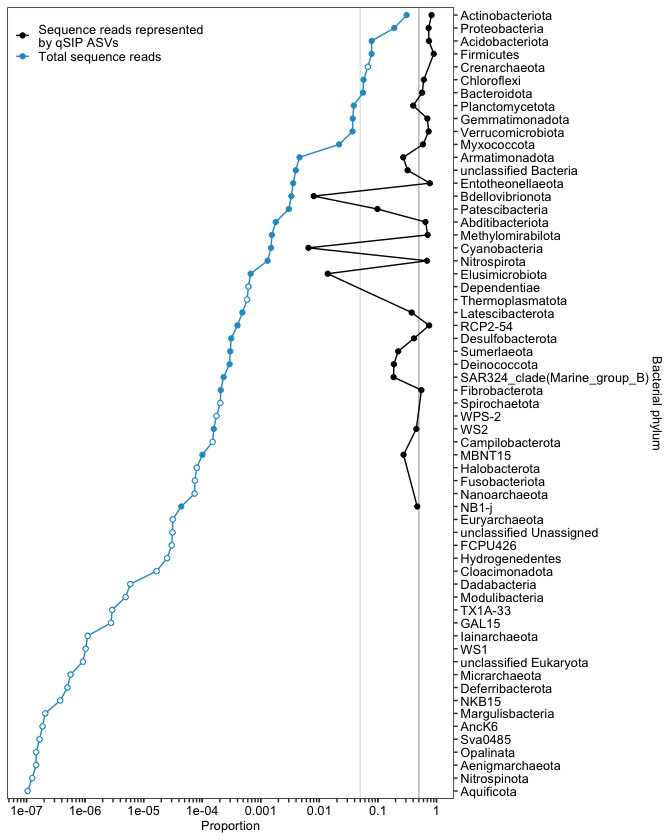 Sequence reads represented
by qSIP ASVs
Total sequence reads
Actinobacteriota
Proteobacteria
Acidobacteriota
Firmicutes
Crenarchaeota
Chloroflexi
Bacteroidota
Planctomycetota
Gemmatimonadota
Verrucomicrobiota
Myxococcota
Armatimonadota
unclassified Bacteria
Entotheonellaeota
Bdellovibrionota
Patescibacteria
Abditibacteriota
Methylomirabilota
Cyanobacteria
Nitrospirota
Elusimicrobiota
Dependentiae
Thermoplasmatota
Latescibacterota
RCP2-54
Desulfobacterota
Sumerlaeota
Deinococcota
SAR324_clade(Marine_group_B)
Fibrobacterota
Spirochaetota
WPS-2
WS2
Campilobacterota
MBNT15
Halobacterota
Fusobacteriota
Nanoarchaeota
NB1-j
Euryarchaeota
unclassified Unassigned
FCPU426
Hydrogenedentes
Cloacimonadota
Dadabacteria
Modulibacteria
TX1A-33
GAL15
Iainarchaeota
WS1
unclassified Eukaryota
Micrarchaeota
Deferribacterota
NKB15
Margulisbacteria
AncK6
Sva0485
Opalinata
Aenigmarchaeota
Nitrospinota
Aquificota
Bacterial phylum
1e-07 1e-06 1e-05 1e-04 0.001 0.01 0.1 1
Proportion